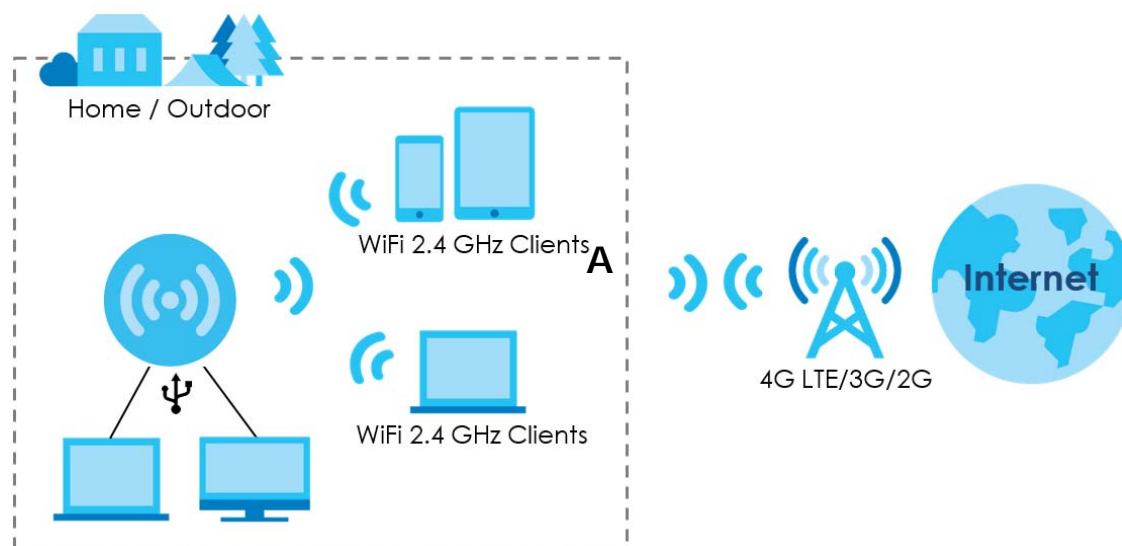 Home / Outdoor
WiFi 2.4 GHz Clients
A
Internet
4G LTE/3G/2G
WiFi 2.4 GHz Clients